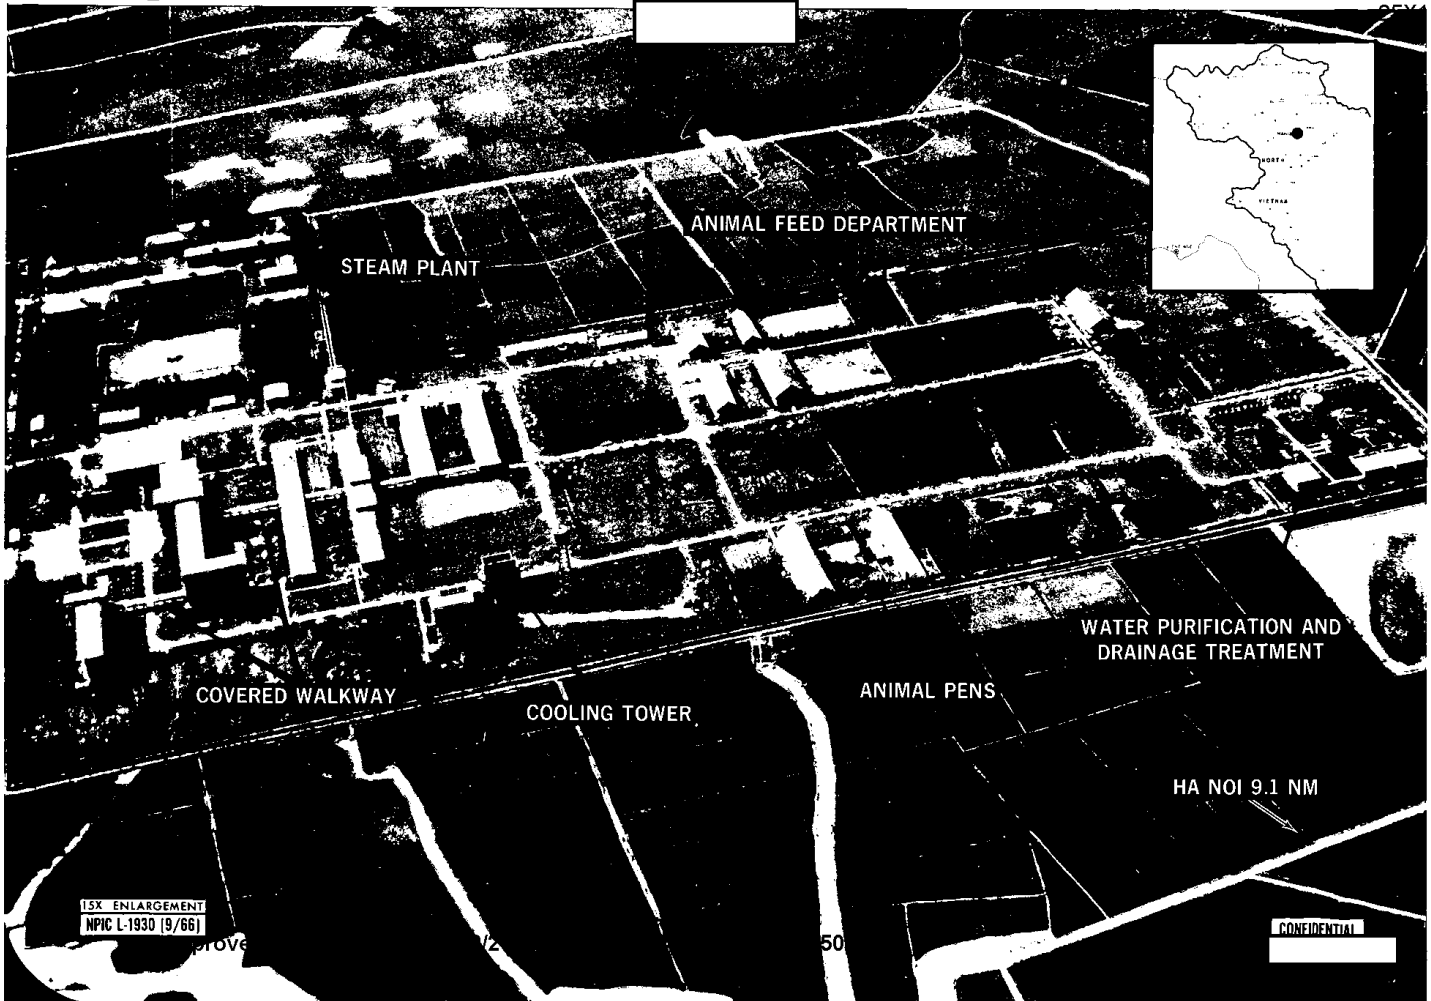 25X1
NORTH
VIETNAM
ANIMAL FEED DEPARTMENT
STEAM PLANT
WATER PURIFICATION AND
DRAINAGE TREATMENT
COVERED WALKWAY
COOLING TOWER
ANIMAL PENS
HA NOI 9.1 NM
15X ENLARGEMENT
NPIC L-1930 (9/66)
CONFIDENTIAL